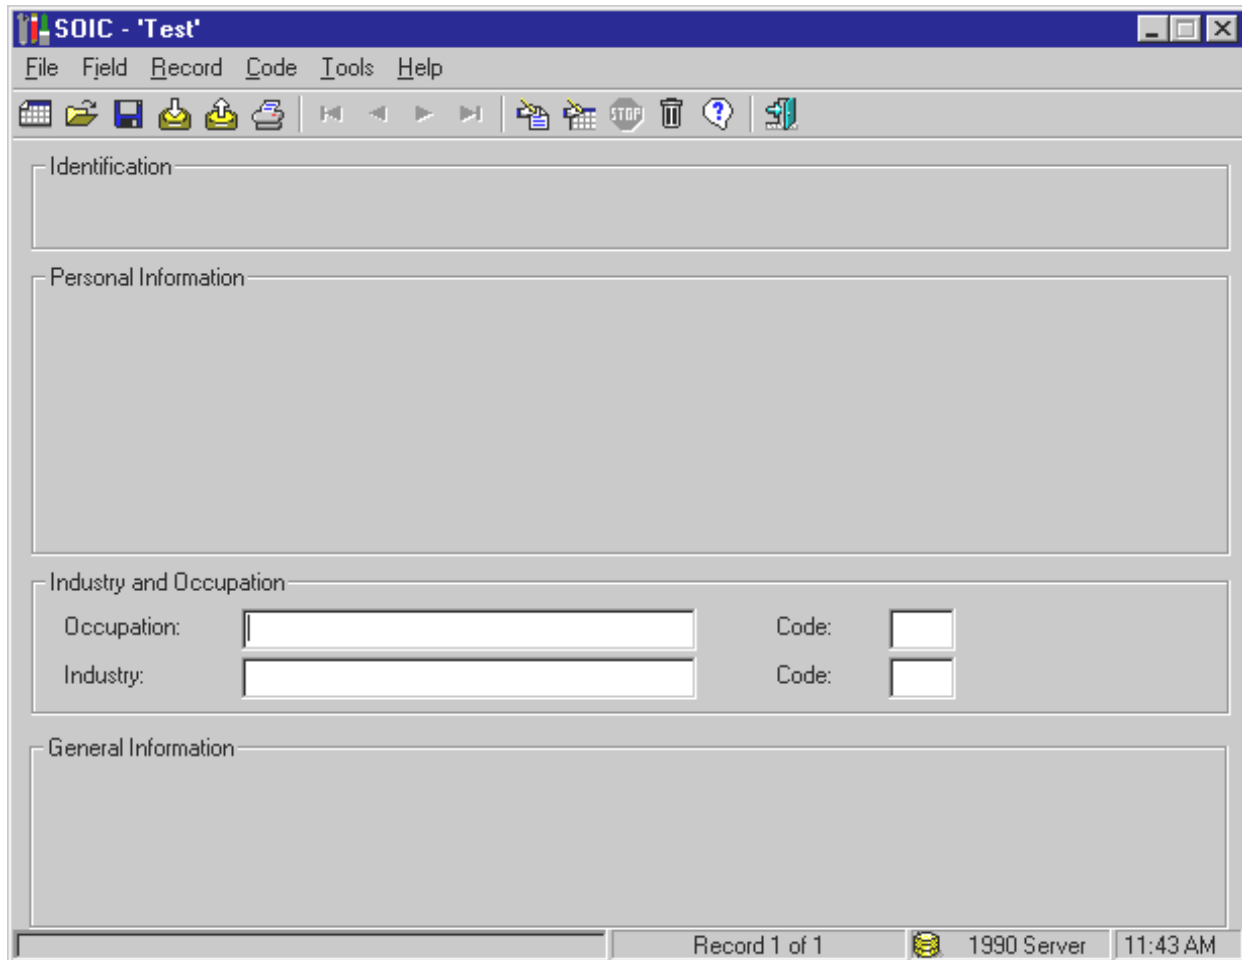 SOIC - 'Test'
File Field Record Code Tools Help
STOP
Identification
Personal Information
Industry and Occupation
Occupation: Code:
Industry: Code:
General Information
Record 1 of 1 1990 Server 11:43 AM